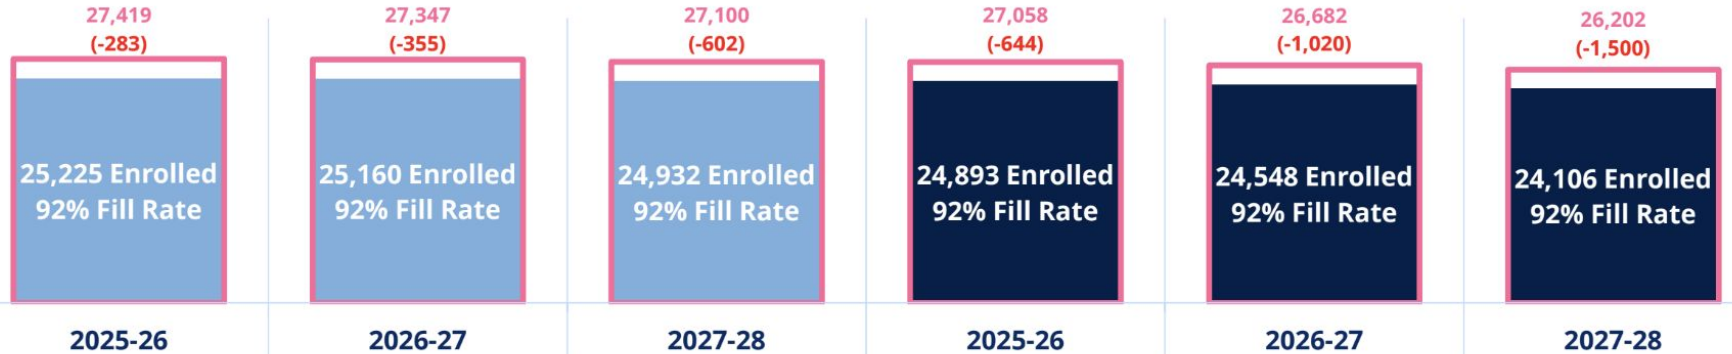 27,419
(-283)
25,225 Enrolled
92% Fill Rate
2025-26
27,347
(-355)
25,160 Enrolled
92% Fill Rate
2026-27
27,100
(-602)
24,932 Enrolled
92% Fill Rate
2027-28
27,058
(-644)
24,893 Enrolled
92% Fill Rate
2025-26
26,682
(-1,020)
24,548 Enrolled
92% Fill Rate
2026-27
26,202
(-1,500)
24,106 Enrolled
92% Fill Rate
2027-28